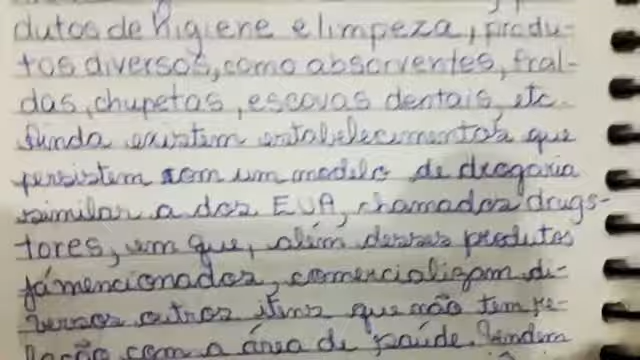 dutos de higiene e limpeza, produ-
tos diversos, como absorventes, fral-
das, chupetas, escovas dentais, etc.
Ainda existem estabelecimentos que
persistem com um modelo de drogaria
similar a dos EUA, chamados drugs-
tores, em que, além desses produtos
já mencionados, comercializam di-
versos outros itens que não tem re-
lação com a área de saúde. Vendem